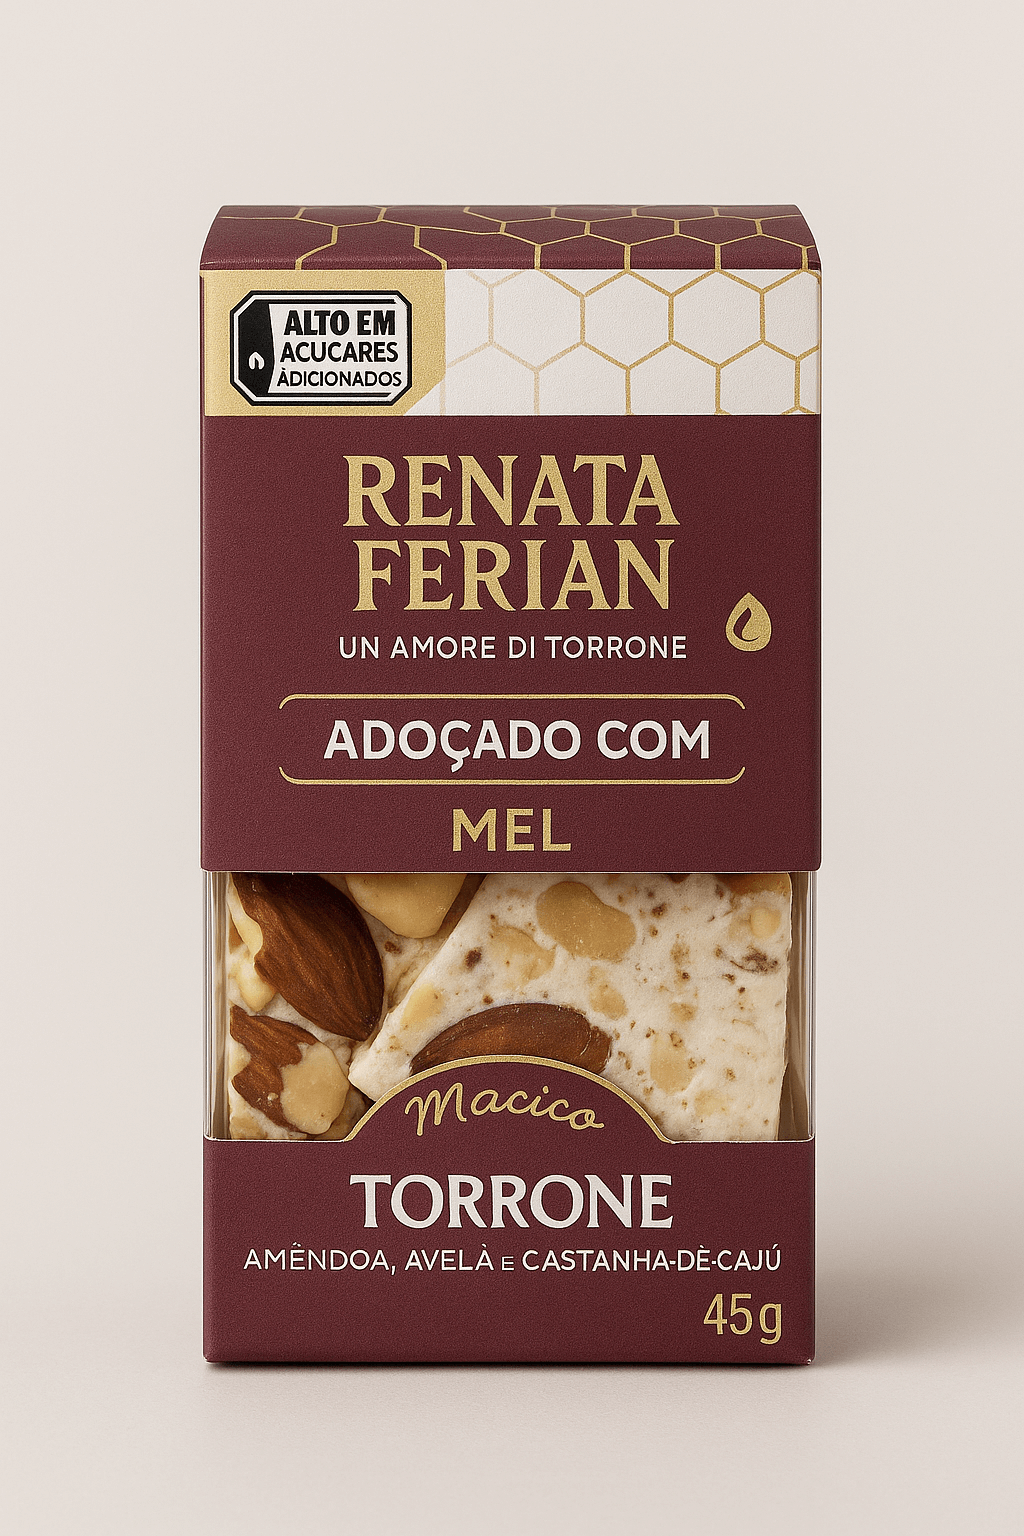 ALTO EM
ACUCARES
ÀDICIONADOS
RENATA
FERIAN
UN AMORE DI TORRONE
ADOÇADO COM
MEL
Macico
TORRONE
AMÊNDOA, AVELÀ E CASTANHA-DÈ-CAJÚ
45g